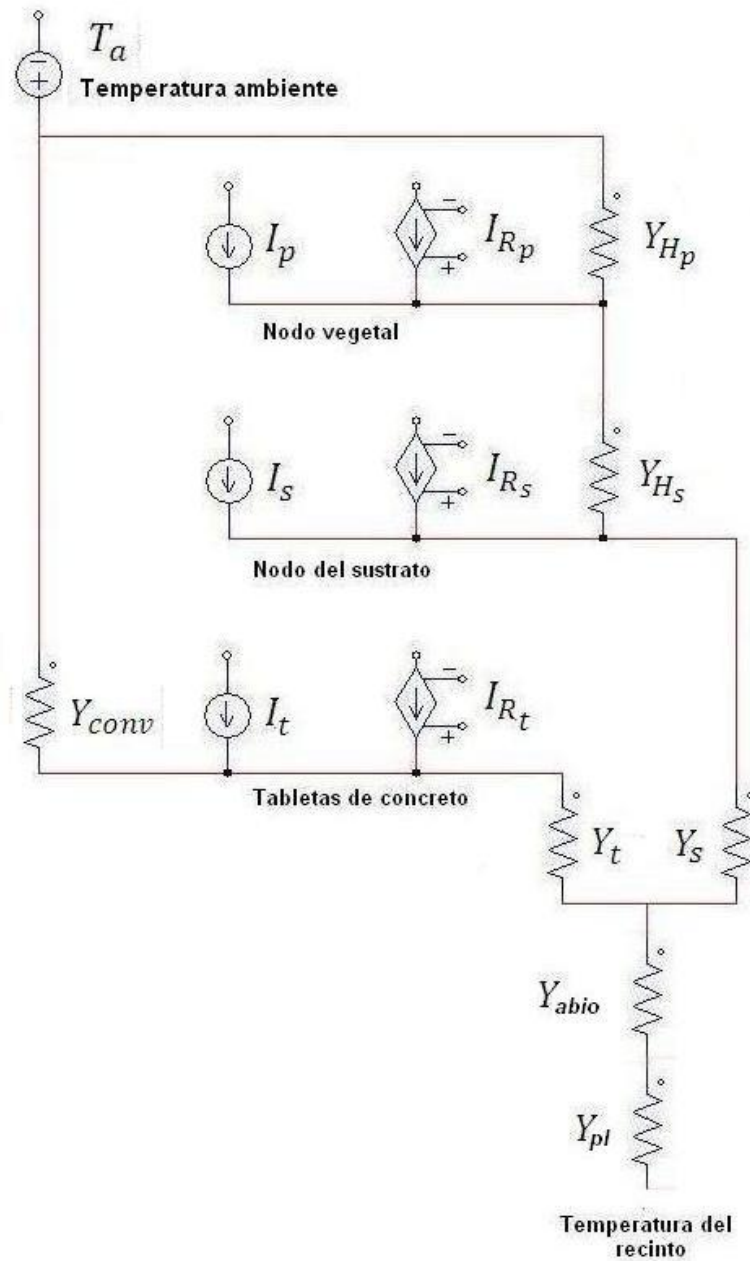 T_a
Temperatura ambiente
I_p
I_{R_p}
Y_{H_p}
Nodo vegetal
I_s
I_{R_s}
Y_{H_s}
Nodo del sustrato
Y_{conv}
I_t
I_{R_t}
Tabletas de concreto
Y_t
Y_s
Y_{abio}
Y_{pl}
Temperatura del
recinto